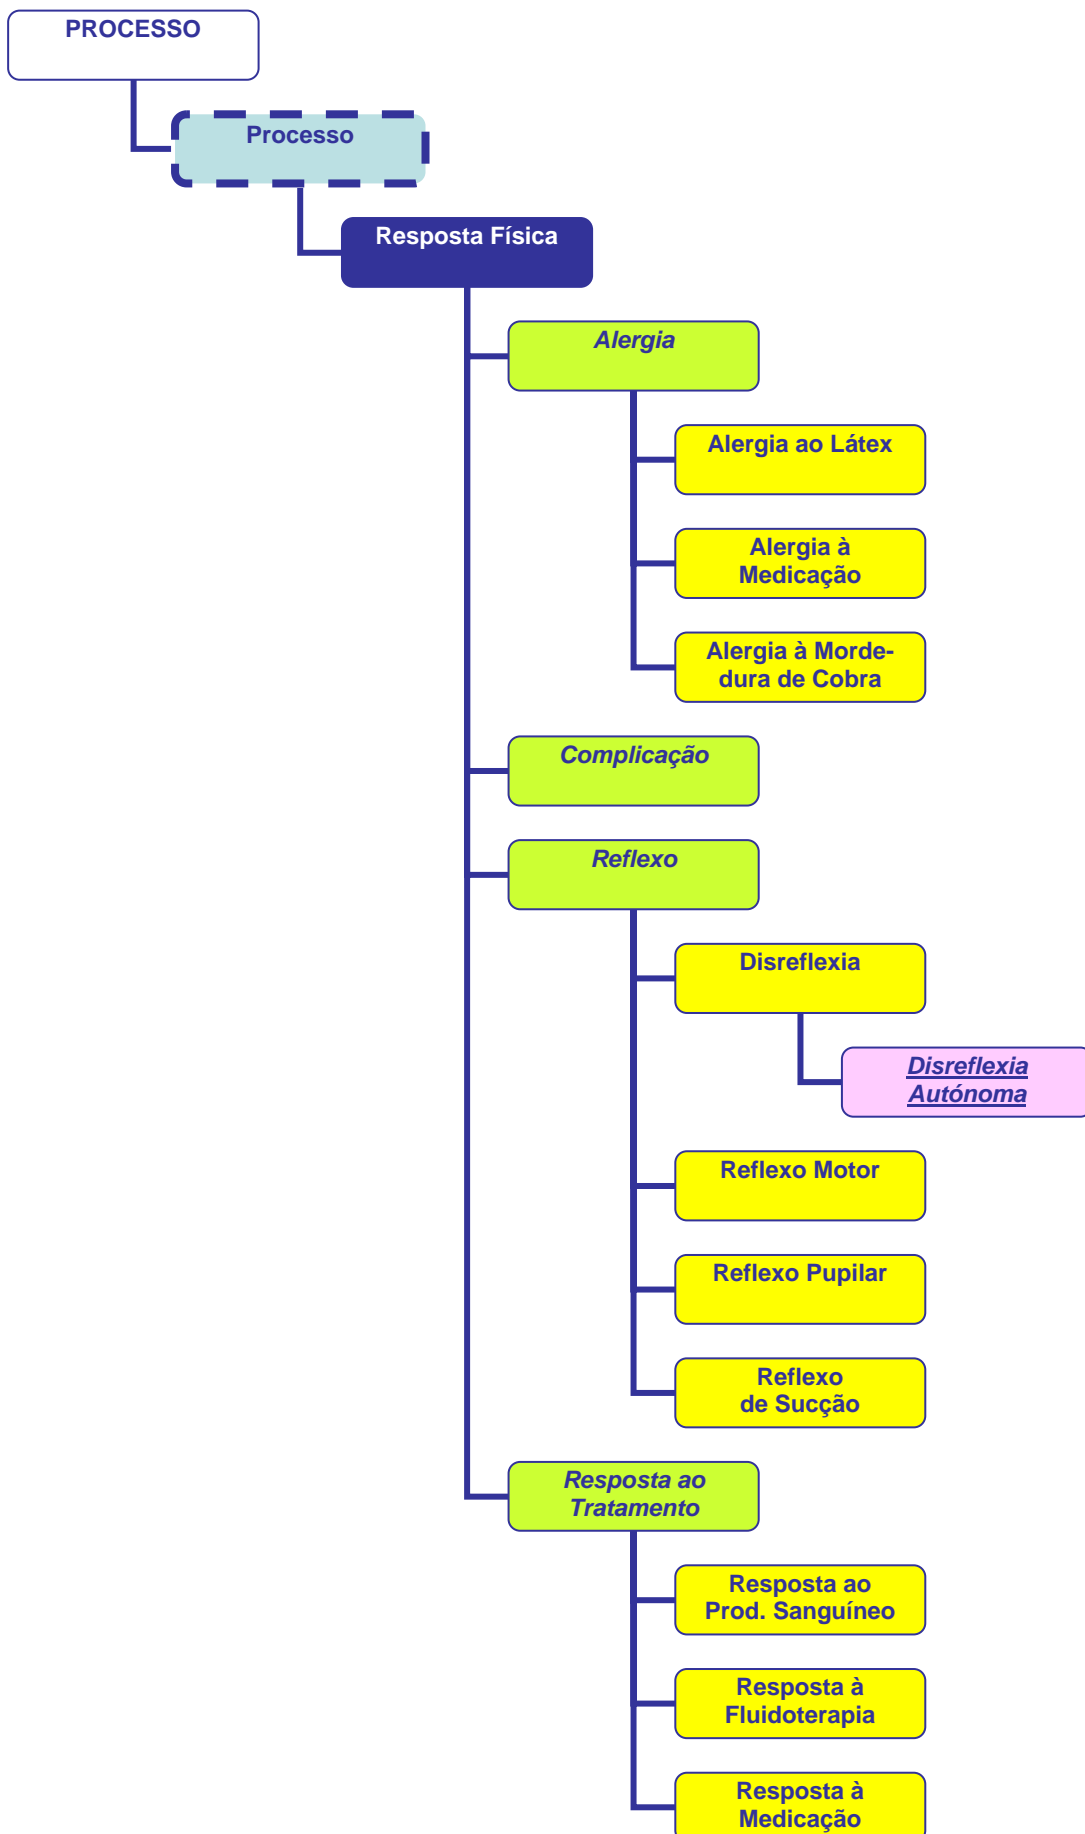 PROCESSO
Processo
Resposta Física
Alergia
Alergia ao Látex
Alergia à
Medicação
Alergia à Morde-
dura de Cobra
Complicação
Reflexo
Disreflexia
Disreflexia
Autónoma
Reflexo Motor
Reflexo Pupilar
Reflexo
de Sucção
Resposta ao
Tratamento
Resposta ao
Prod. Sanguíneo
Resposta à
Fluidoterapia
Resposta à
Medicação